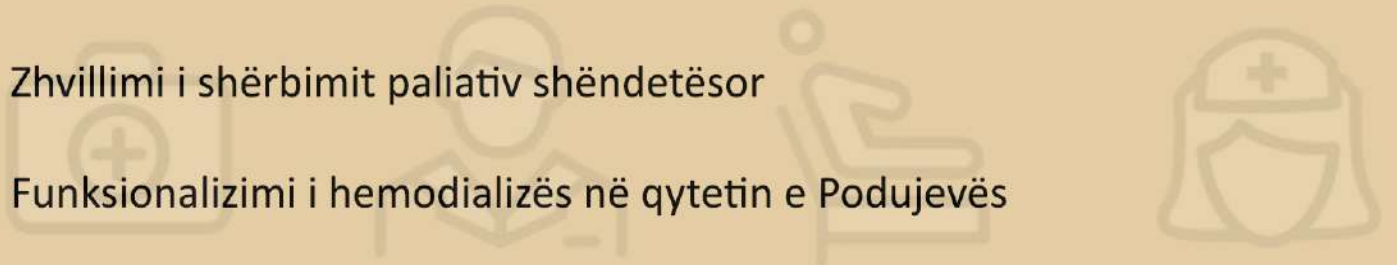 Zhvillimi i shërbimit paliativ shëndetësor
Funksionalizimi i hemodializës në qytetin e Podujevës